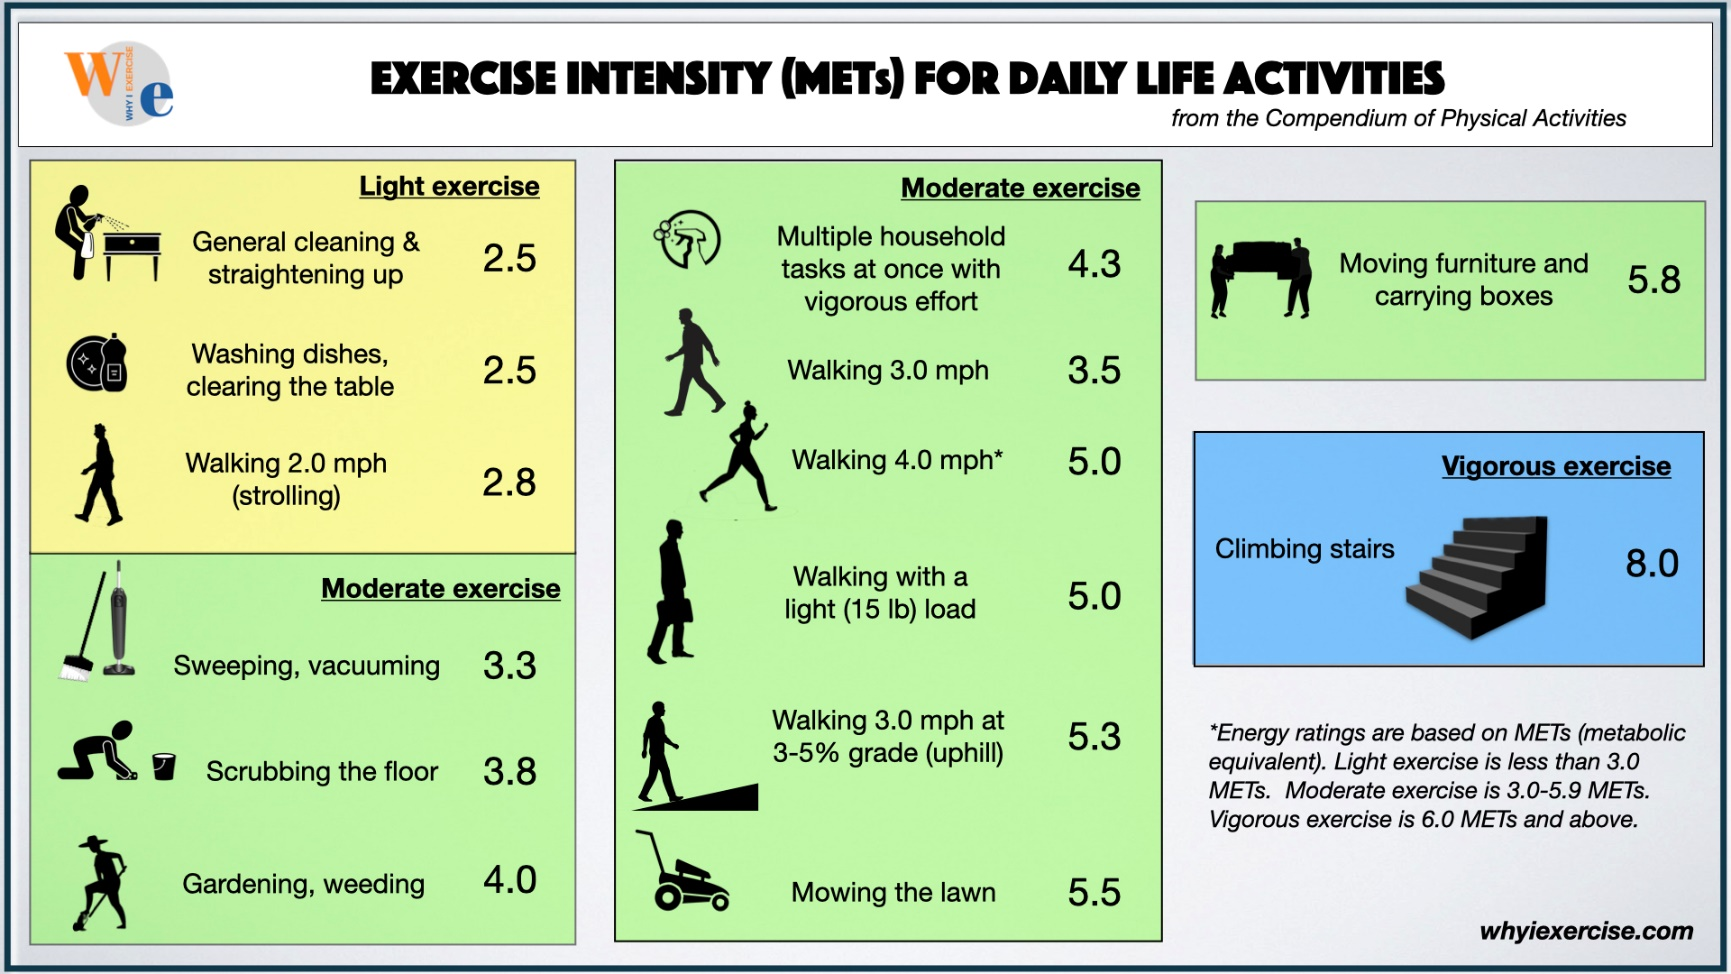 We
WHY I EXERCISE
EXERCISE INTENSITY (METs) FOR DAILY LIFE ACTIVITIES
from the Compendium of Physical Activities
Light exercise
General cleaning &
straightening up
2.5
Washing dishes,
clearing the table
2.5
Walking 2.0 mph
(strolling)
2.8
Moderate exercise
Sweeping, vacuuming
3.3
Scrubbing the floor
3.8
Gardening, weeding
4.0
Moderate exercise
Multiple household
tasks at once with
vigorous effort
4.3
Walking 3.0 mph
3.5
Walking 4.0 mph*
5.0
Walking with a
light (15 lb) load
5.0
Walking 3.0 mph at
3-5% grade (uphill)
5.3
Mowing the lawn
5.5
Moving furniture and
carrying boxes
5.8
Vigorous exercise
Climbing stairs
8.0
*Energy ratings are based on METs (metabolic
equivalent). Light exercise is less than 3.0
METs.  Moderate exercise is 3.0-5.9 METs.
Vigorous exercise is 6.0 METs and above.
whyiexercise.com